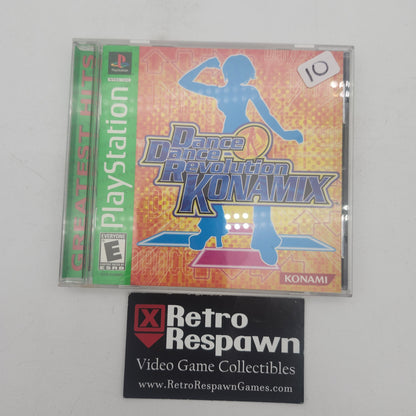 GREATEST HITS
PlayStation
PlayStation
10
Dance
Dance
Revolution
KONAMIX
EVERYONE
E
ESRB
KONAMI
Retro
Respawn
Video Game Collectibles
www.RetroRespawnGames.com